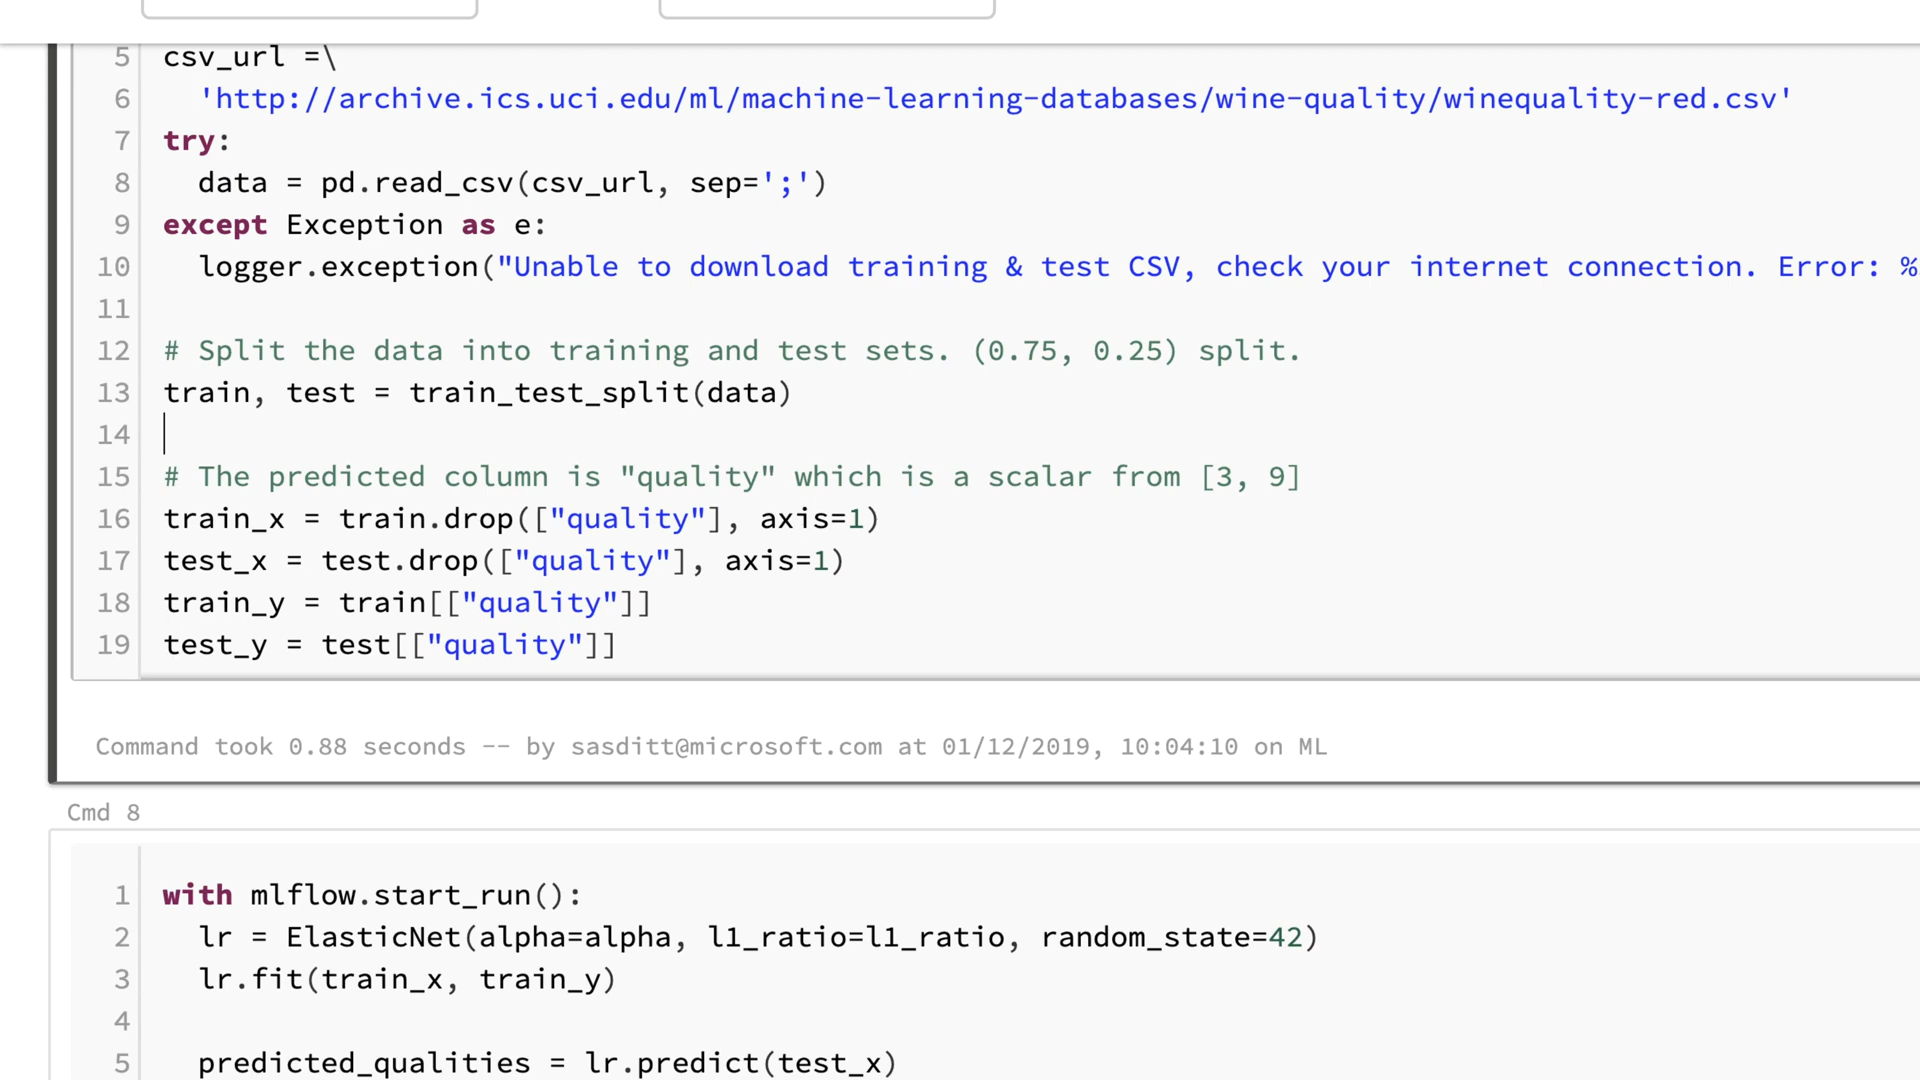 5 csv_url =\
6 'http://archive.ics.uci.edu/ml/machine-learning-databases/wine-quality/winequality-red.csv'
7 try:
8 data = pd.read_csv(csv_url, sep=';')
9 except Exception as e:
10 logger.exception("Unable to download training & test CSV, check your internet connection. Error: %
11
12 # Split the data into training and test sets. (0.75, 0.25) split.
13 train, test = train_test_split(data)
14
15 # The predicted column is "quality" which is a scalar from [3, 9]
16 train_x = train.drop(["quality"], axis=1)
17 test_x = test.drop(["quality"], axis=1)
18 train_y = train[["quality"]]
19 test_y = test[["quality"]]
Command took 0.88 seconds -- by sasditt@microsoft.com at 01/12/2019, 10:04:10 on ML
Cmd 8
1 with mlflow.start_run():
2 lr = ElasticNet(alpha=alpha, l1_ratio=l1_ratio, random_state=42)
3 lr.fit(train_x, train_y)
4
5 predicted_qualities = lr.predict(test_x)